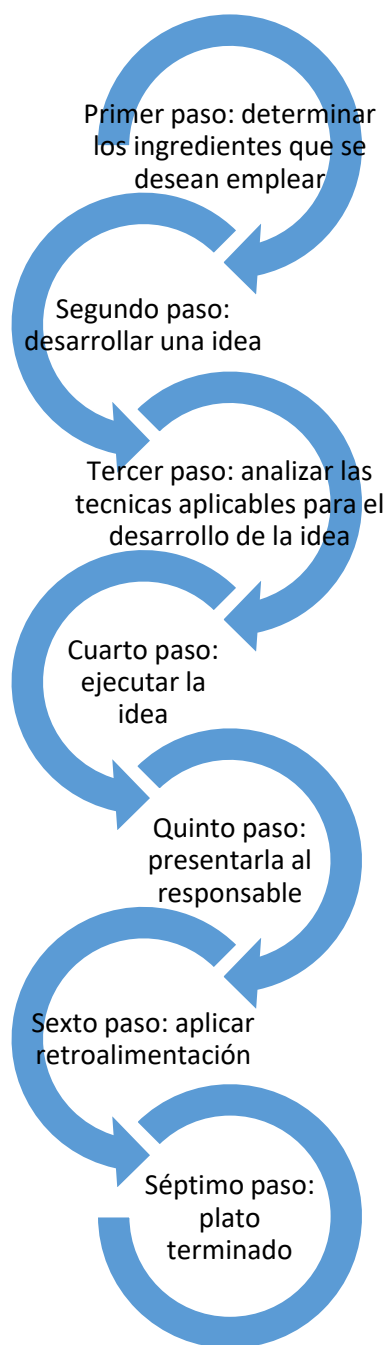 Primer paso: determinar
los ingredientes que se
desean emplear
Segundo paso:
desarrollar una idea
Tercer paso: analizar las
tecnicas aplicables para el
desarrollo de la idea
Cuarto paso:
ejecutar la
idea
Quinto paso:
presentarla al
responsable
Sexto paso: aplicar
retroalimentación
Séptimo paso:
plato
terminado